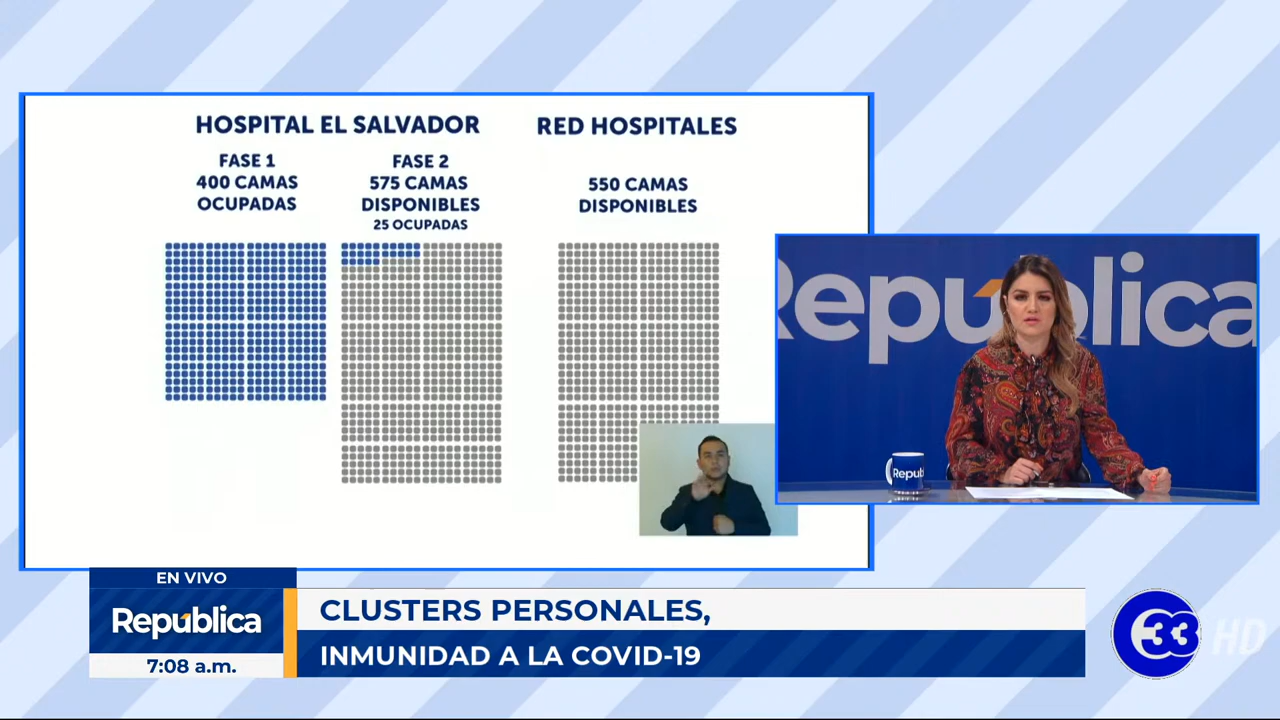 HOSPITAL EL SALVADOR
FASE 1
400 CAMAS
OCUPADAS
FASE 2
575 CAMAS
DISPONIBLES
25 OCUPADAS
RED HOSPITALES
550 CAMAS
DISPONIBLES
República
Repúbl
EN VIVO
República
7:08 a.m.
CLUSTERS PERSONALES,
INMUNIDAD A LA COVID-19
33 HD